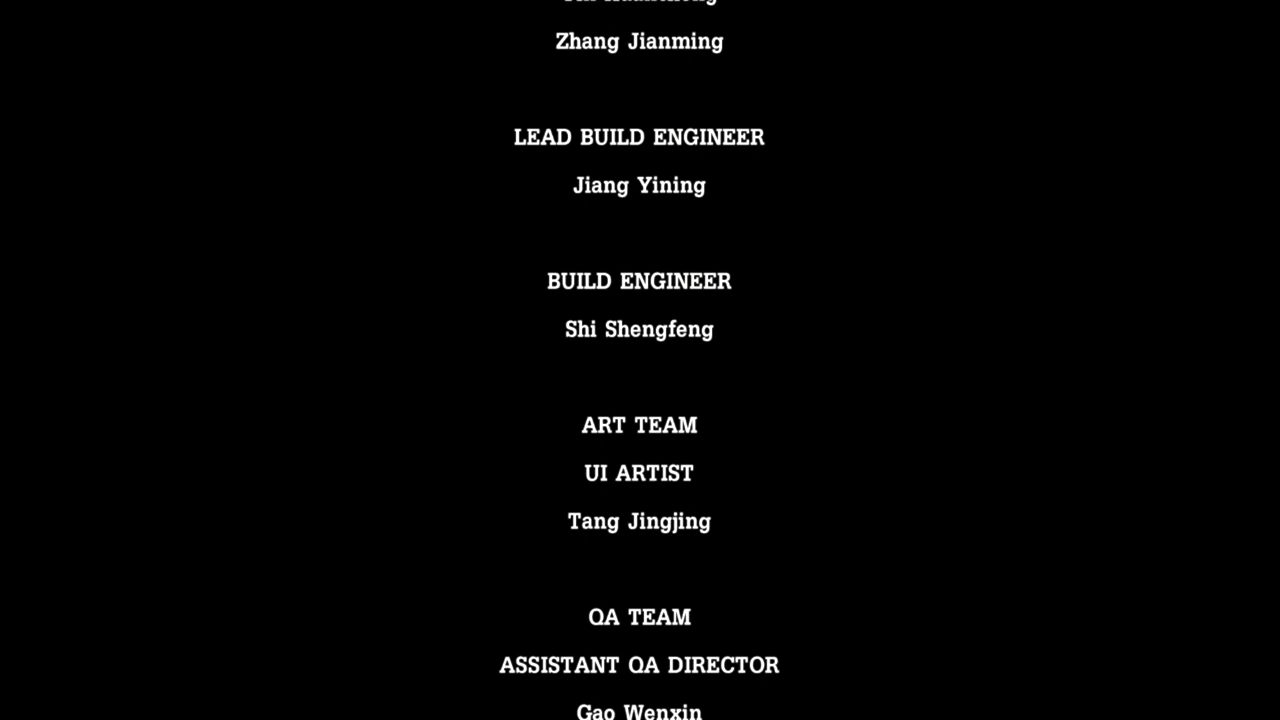 Zhang Jianming
LEAD BUILD ENGINEER
Jiang Yining
BUILD ENGINEER
Shi Shengfeng
ART TEAM
UI ARTIST
Tang Jingjing
QA TEAM
ASSISTANT QA DIRECTOR
Gao Wenxin